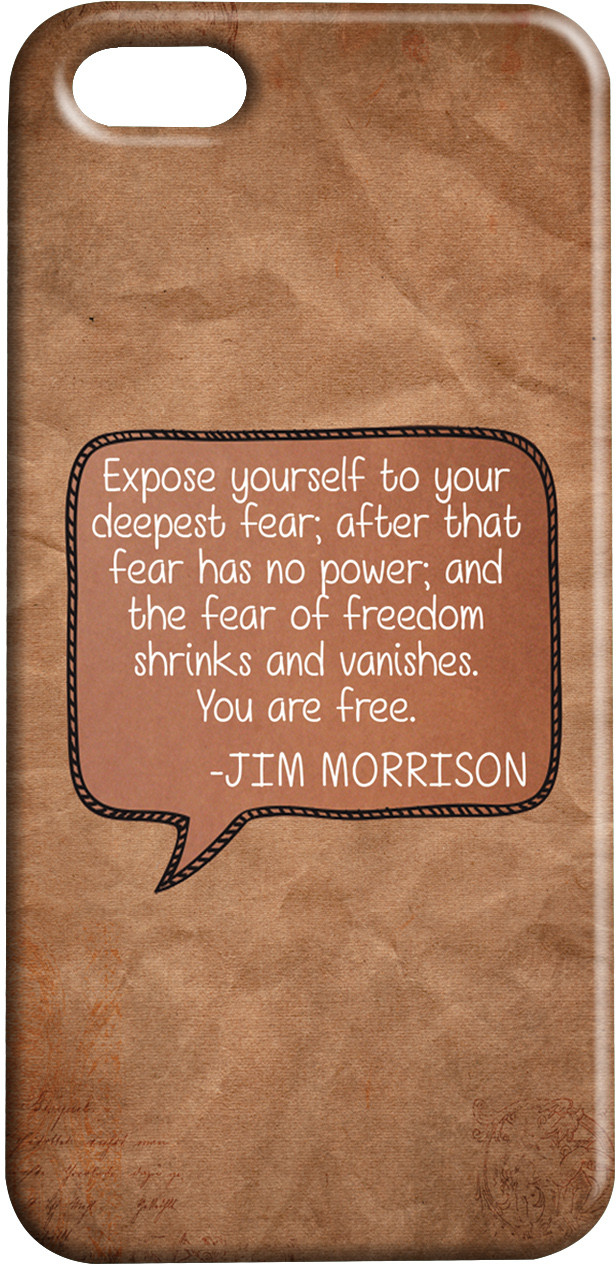 Expose yourself to your
deepest fear; after that
fear has no power; and
the fear of freedom
shrinks and vanishes.
You are free.
-JIM MORRISON